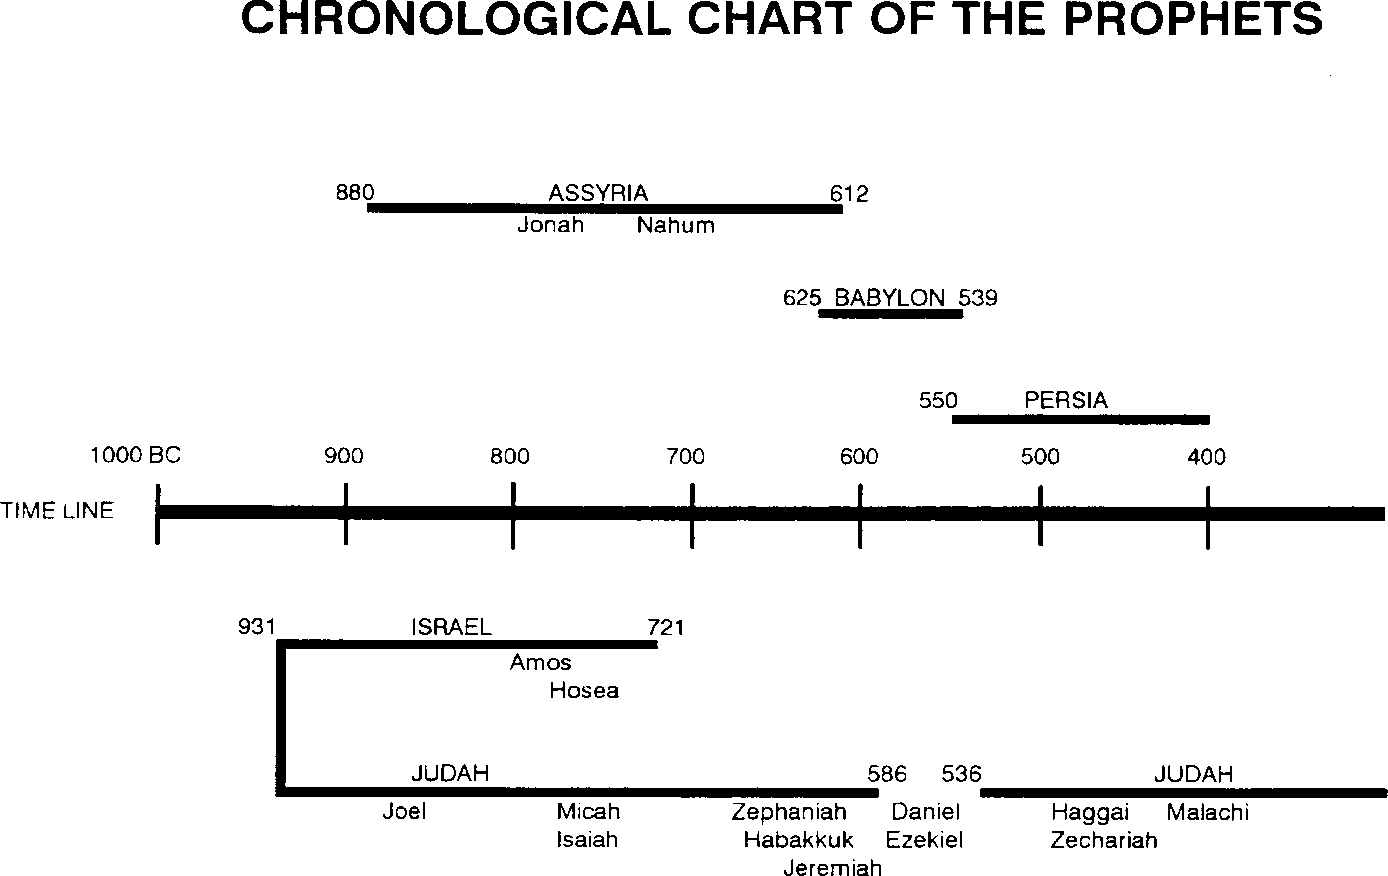 CHRONOLOGICAL CHART OF THE PROPHETS
880 ASSYRIA 612
Jonah Nahum
625 BABYLON 539
550 PERSIA
1000 BC 900 800 700 600 500 400
TIME LINE
931 ISRAEL 721
Amos
Hosea
JUDAH 586 536 JUDAH
Joel Micah Zephaniah Daniel Haggai Malachi
Isaiah Habakkuk Ezekiel Zechariah
Jeremiah